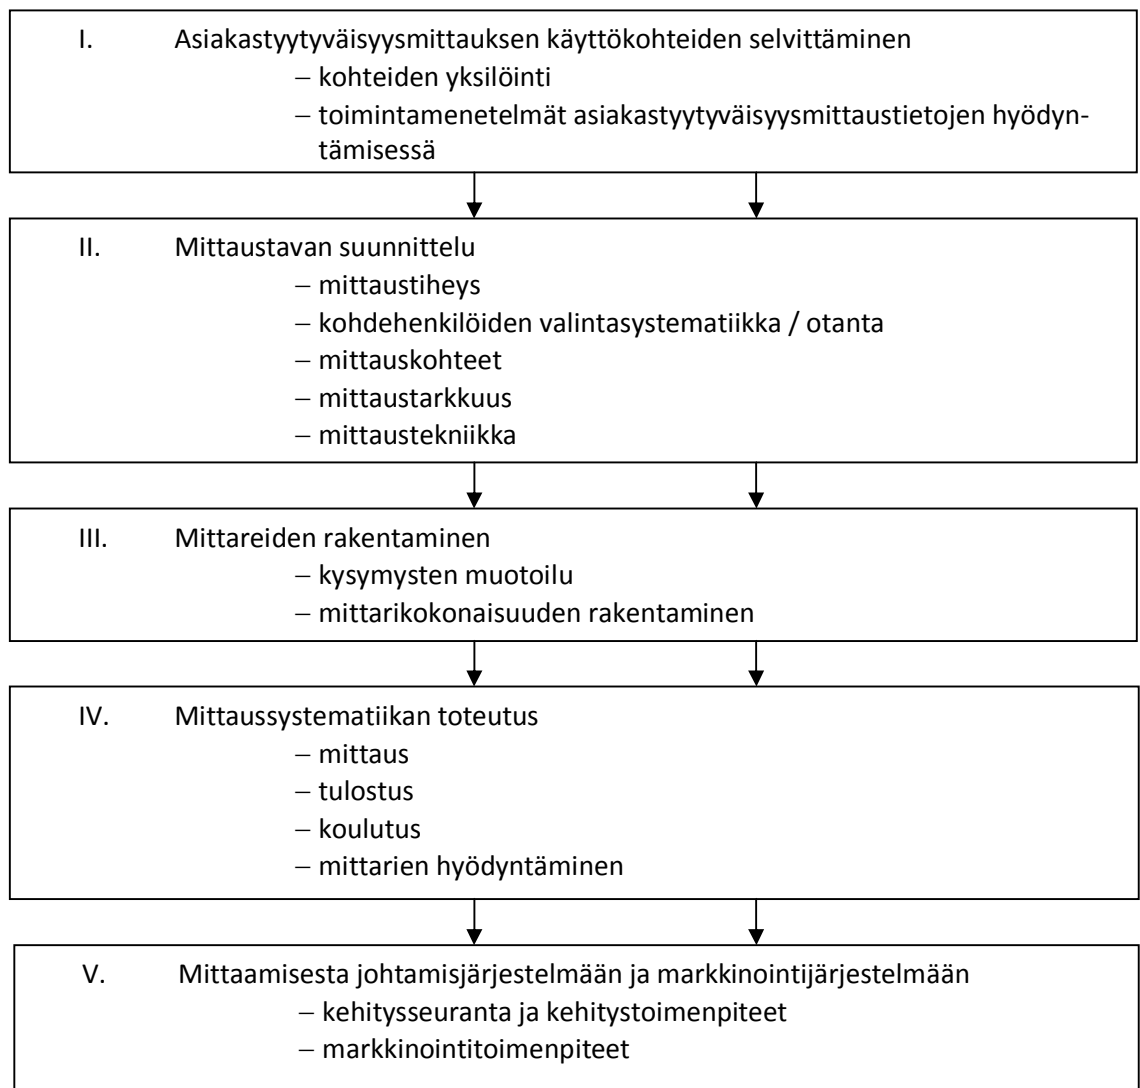 I. Asiakastyytyväisyysmittauksen käyttökohteiden selvittäminen
– kohteiden yksilöinti
– toimintamenetelmät asiakastyytyväisyysmittaustietojen hyödyn-
tämisessä
II. Mittaustavan suunnittelu
– mittaustiheys
– kohdehenkilöiden valintasystematiikka / otanta
– mittauskohteet
– mittaustarkkuus
– mittaustekniikka
III. Mittareiden rakentaminen
– kysymysten muotoilu
– mittarikokonaisuuden rakentaminen
IV. Mittaussystematiikan toteutus
– mittaus
– tulostus
– koulutus
– mittarien hyödyntäminen
V. Mittaamisesta johtamisjärjestelmään ja markkinointijärjestelmään
– kehitysseuranta ja kehitystoimenpiteet
– markkinointitoimenpiteet